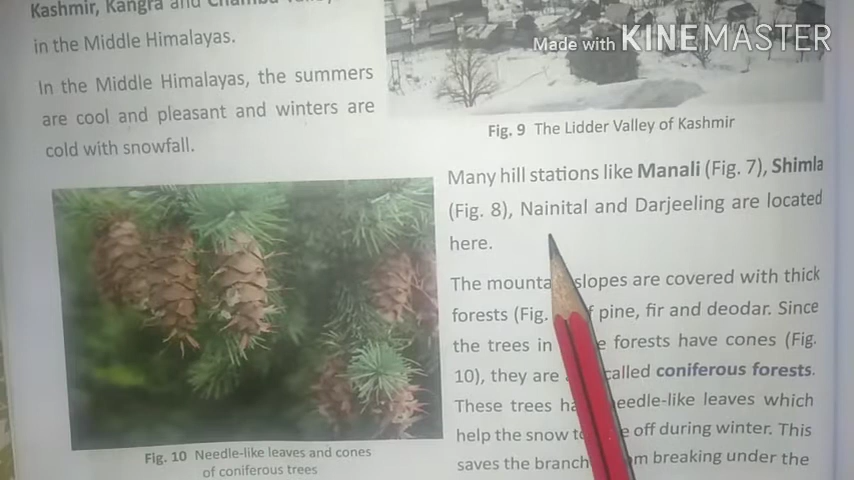 Kashmir, Kangra and Chamba
in the Middle Himalayas.
In the Middle Himalayas, the summers
are cool and pleasant and winters are
cold with snowfall.
Made with KINEMASTER
Fig. 9 The Lidder Valley of Kashmir
Many hill stations like Manali (Fig. 7), Shimla
(Fig. 8), Nainital and Darjeeling are located
here.
The mounta slopes are covered with thick
forests (Fig. f pine, fir and deodar. Since
the trees in e forests have cones (Fig.
10), they are called coniferous forests.
These trees ha needle-like leaves which
help the snow to e off during winter. This
saves the branch m breaking under the
Fig. 10 Needle-like leaves and cones
of coniferous trees